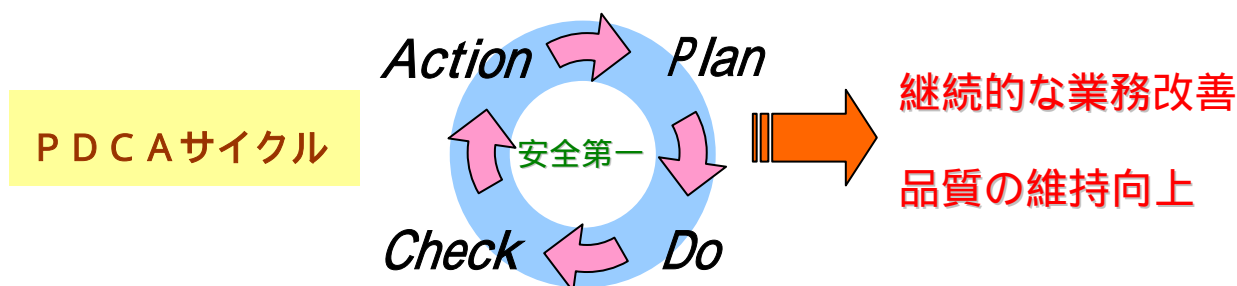 ＰＤＣＡサイクル
Action
Plan
安全第一
Check
Do
継続的な業務改善
品質の維持向上